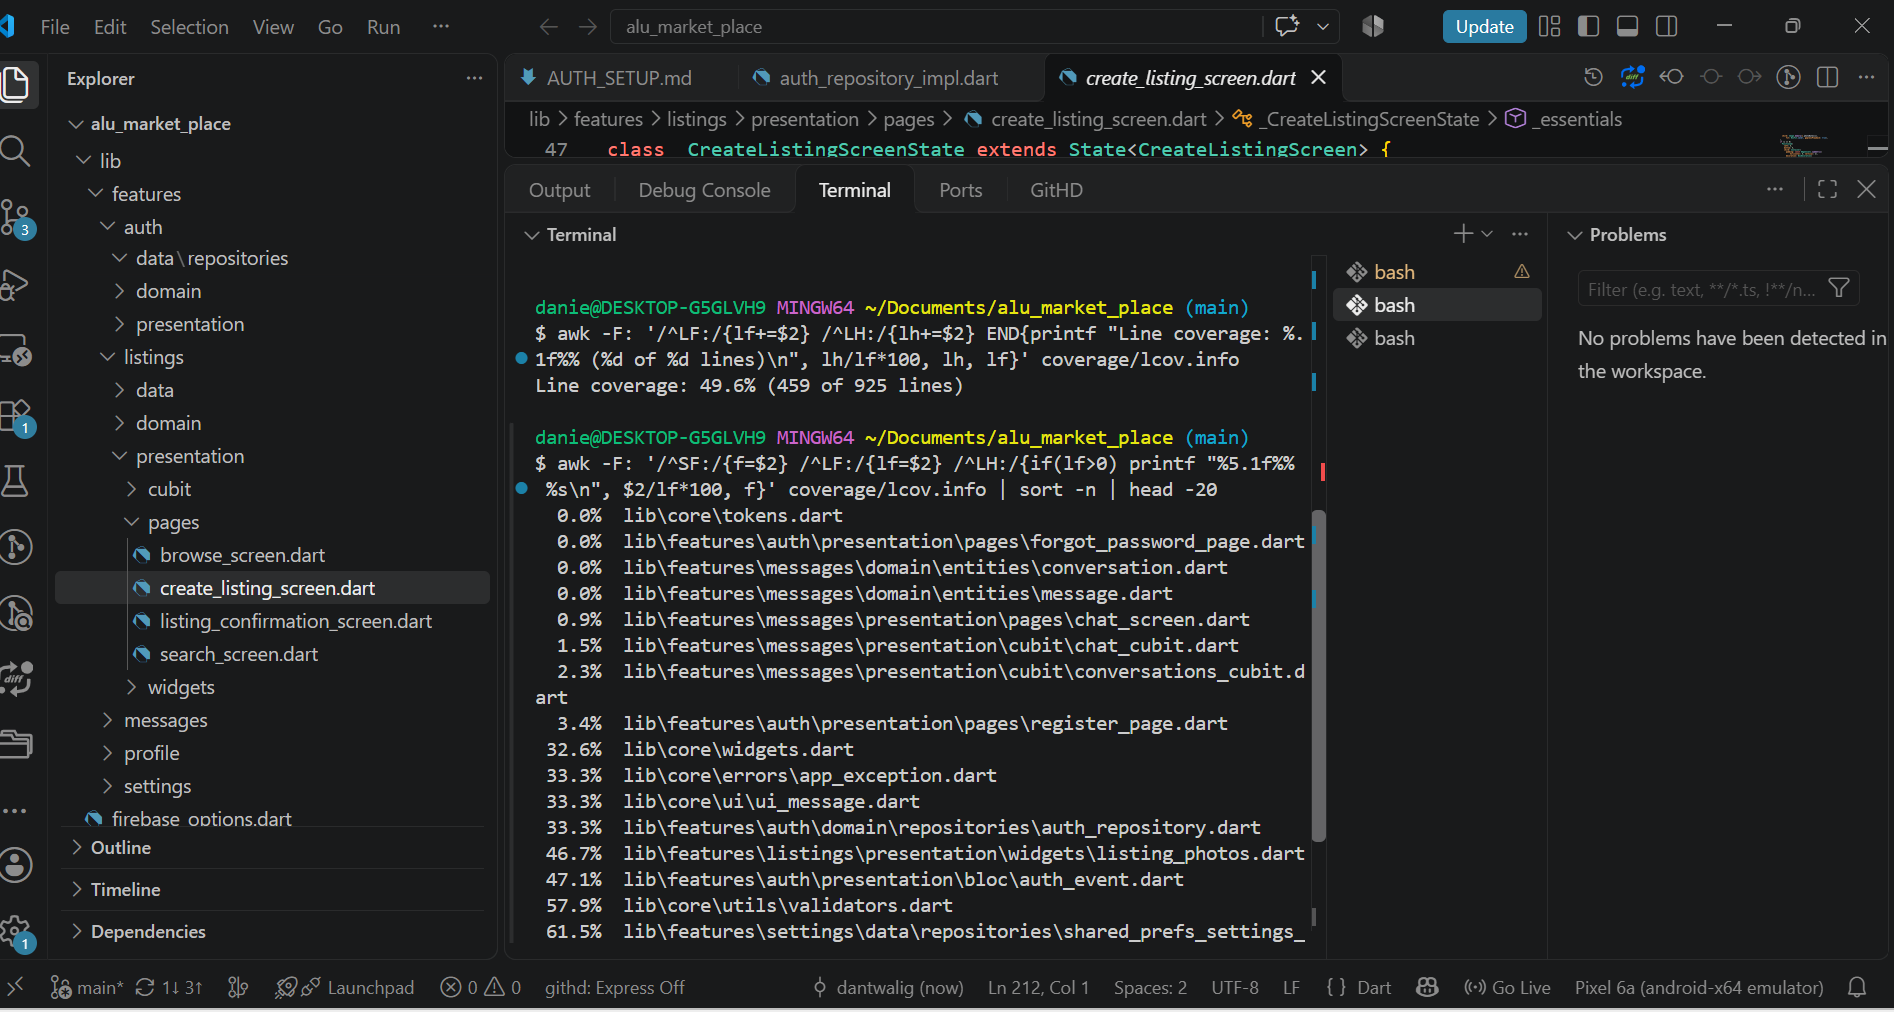 File Edit Selection View Go Run ···
alu_market_place
Update
Explorer
alu_market_place
lib
features
auth
data\repositories
domain
presentation
listings
data
domain
presentation
cubit
pages
browse_screen.dart
create_listing_screen.dart
listing_confirmation_screen.dart
search_screen.dart
widgets
messages
profile
settings
firebase_options.dart
Outline
Timeline
Dependencies
3
1
1
diff
AUTH_SETUP.md auth_repository_impl.dart create_listing_screen.dart
diff
lib > features > listings > presentation > pages > create_listing_screen.dart > _CreateListingScreenState > _essentials
47 class _CreateListingScreenState extends State<CreateListingScreen> {
Output Debug Console Terminal Ports GitHD
Terminal
danie@DESKTOP-G5GLVH9 MINGW64 ~/Documents/alu_market_place (main)
$ awk -F: '/^LF:/{lf+=$2} /^LH:/{lh+=$2} END{printf "Line coverage: %.
1f%% (%d of %d lines)\n", lh/lf*100, lh, lf}' coverage/lcov.info
Line coverage: 49.6% (459 of 925 lines)
danie@DESKTOP-G5GLVH9 MINGW64 ~/Documents/alu_market_place (main)
$ awk -F: '/^SF:/{f=$2} /^LF:/{lf=$2} /^LH:/{if(lf>0) printf "%5.1f%%
%s\n", $2/lf*100, f}' coverage/lcov.info | sort -n | head -20
0.0% lib\core\tokens.dart
0.0% lib\features\auth\presentation\pages\forgot_password_page.dart
0.0% lib\features\messages\domain\entities\conversation.dart
0.0% lib\features\messages\domain\entities\message.dart
0.9% lib\features\messages\presentation\pages\chat_screen.dart
1.5% lib\features\messages\presentation\cubit\chat_cubit.dart
2.3% lib\features\messages\presentation\cubit\conversations_cubit.d
art
3.4% lib\features\auth\presentation\pages\register_page.dart
32.6% lib\core\widgets.dart
33.3% lib\core\errors\app_exception.dart
33.3% lib\core\ui\ui_message.dart
33.3% lib\features\auth\domain\repositories\auth_repository.dart
46.7% lib\features\listings\presentation\widgets\listing_photos.dart
47.1% lib\features\auth\presentation\bloc\auth_event.dart
57.9% lib\core\utils\validators.dart
61.5% lib\features\settings\data\repositories\shared_prefs_settings_
bash
bash
bash
Problems
Filter (e.g. text, **/*.ts, !**/n...
No problems have been detected in
the workspace.
main* 1↓ 3↑ Launchpad 0 0 githd: Express Off dantwalig (now) Ln 212, Col 1 Spaces: 2 UTF-8 LF { } Dart Go Live Pixel 6a (android-x64 emulator)